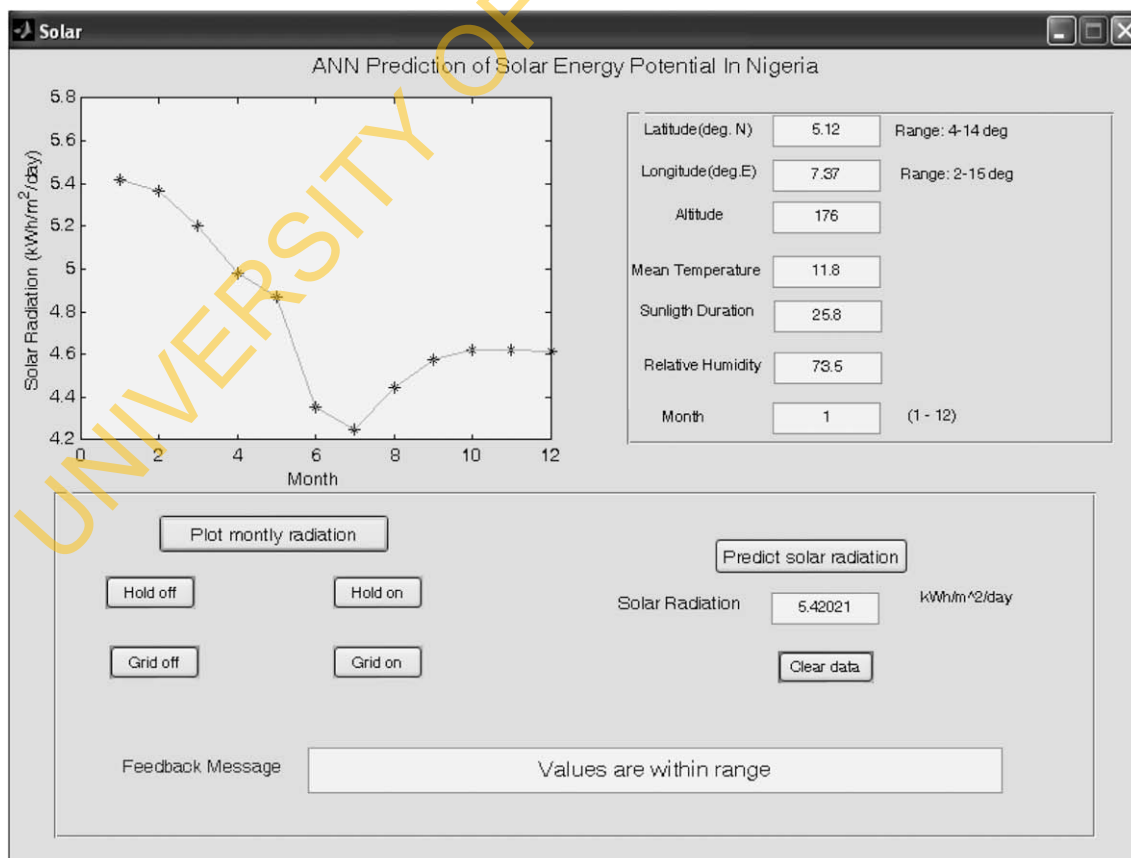 Solar
ANN Prediction of Solar Energy Potential In Nigeria
5.8
5.6
5.4
5.2
5
4.8
4.6
4.4
4.2
Solar Radiation (kWh/m²/day)
0 2 4 6 8 10 12
Month
Latitude(deg. N) 5.12 Range: 4-14 deg
Longitude(deg.E) 7.37 Range: 2-15 deg
Altitude 176
Mean Temperature 11.8
Sunligth Duration 25.8
Relative Humidity 73.5
Month 1 (1 - 12)
Plot montly radiation
Hold off Hold on
Grid off Grid on
Predict solar radiation
Solar Radiation 5.42021 kWh/m^2/day
Clear data
Feedback Message Values are within range
UNIVERSITY OF